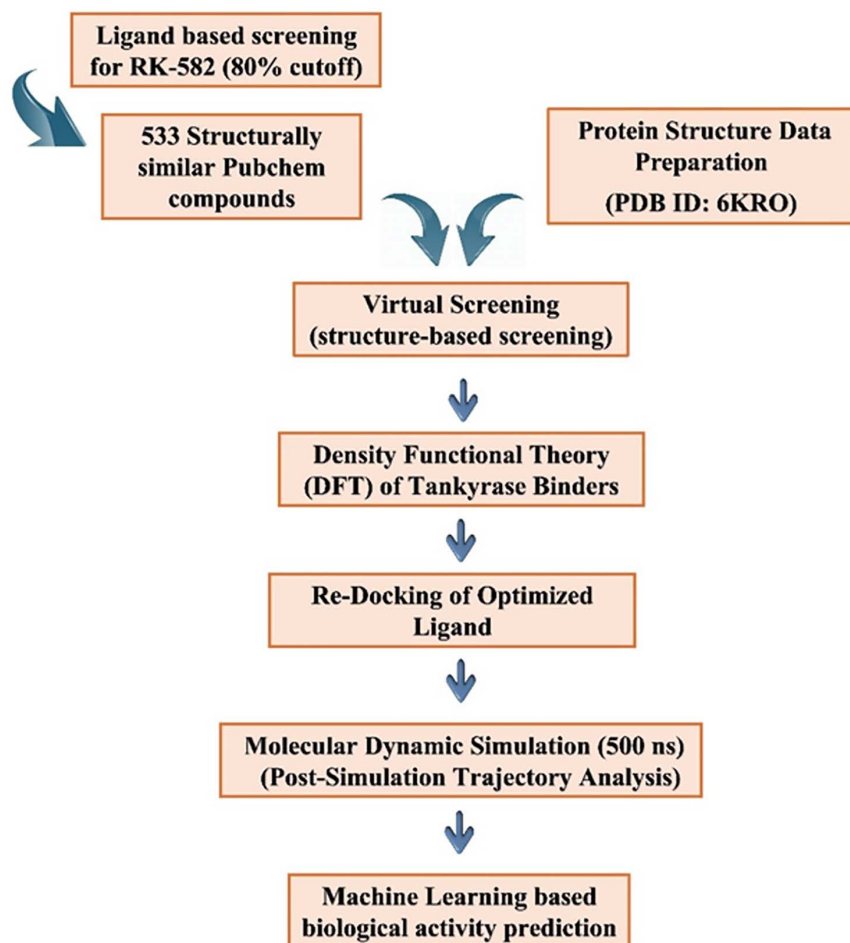 Ligand based screening
for RK-582 (80% cutoff)
533 Structurally
similar Pubchem
compounds
Protein Structure Data
Preparation
(PDB ID: 6KRO)
Virtual Screening
(structure-based screening)
Density Functional Theory
(DFT) of Tankyrase Binders
Re-Docking of Optimized
Ligand
Molecular Dynamic Simulation (500 ns)
(Post-Simulation Trajectory Analysis)
Machine Learning based
biological activity prediction